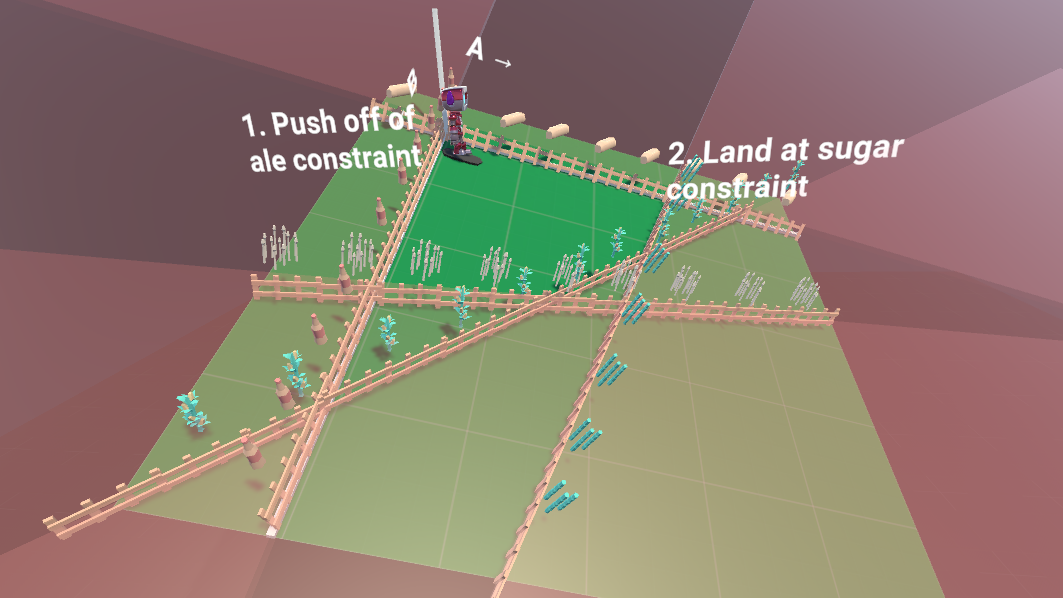 A →
1. Push off of
ale constraint
2. Land at sugar
constraint